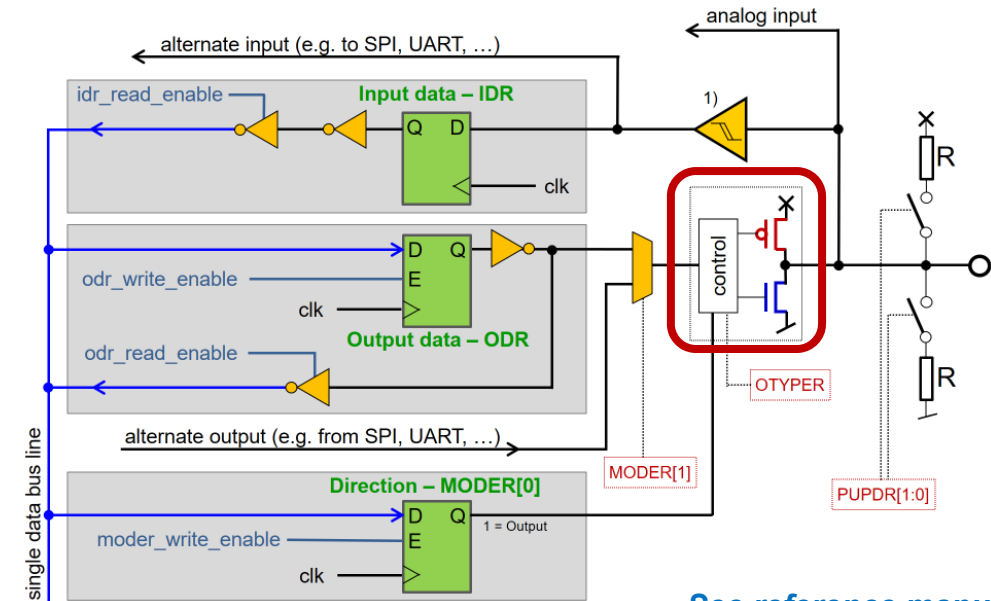 analog input
alternate input (e.g. to SPI, UART, …)
idr_read_enable
Input data – IDR
1)
Q D
clk
R
D Q
E
odr_write_enable
clk
control
Output data – ODR
odr_read_enable
OTYPER
R
alternate output (e.g. from SPI, UART, …)
MODER[1]
PUPDR[1:0]
Direction – MODER[0]
D Q
1 = Output
moder_write_enable
E
clk
single data bus line